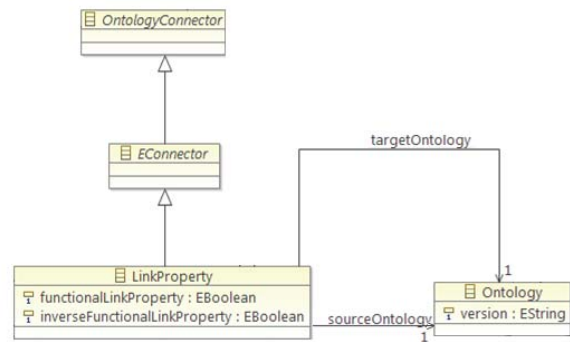 OntologyConnector
EConnector
targetOntology
LinkProperty
functionalLinkProperty : EBoolean
inverseFunctionalLinkProperty : EBoolean
1
Ontology
version : EString
sourceOntology
1